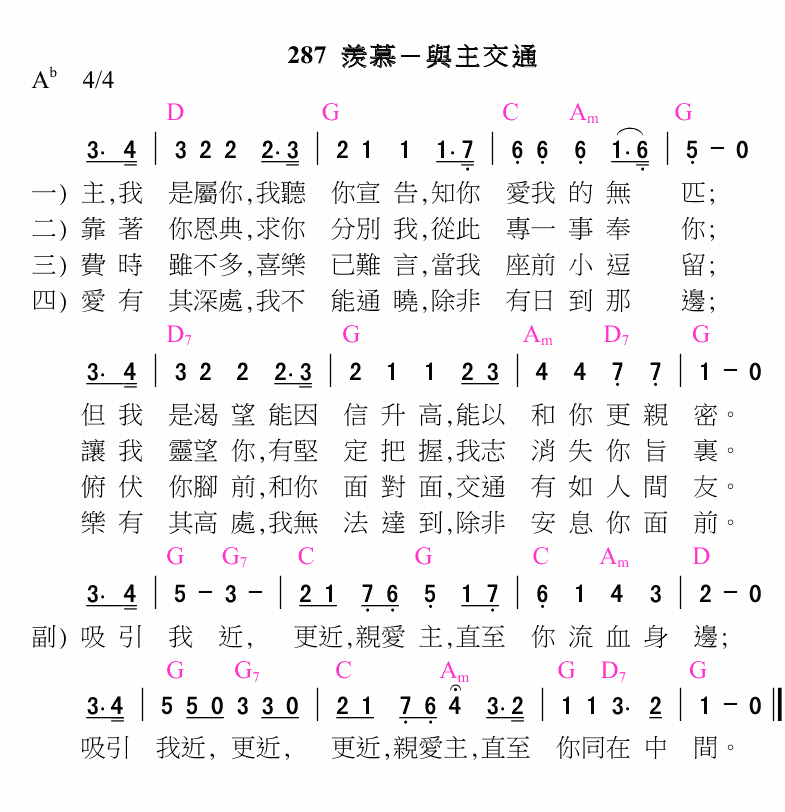 287 羨慕－與主交通
Ab 4/4
D G C Am G
3· 4 | 3 2 2 2·3 | 2 1 1 1·7 | 6 6 6 1·6 | 5 － 0
一) 主,我 是屬你,我聽 你宣 告,知你 愛我 的 無 匹;
二) 靠 著 你恩典,求你 分別 我,從此 專一 事 奉 你;
三) 費 時 雖不多,喜樂 已難 言,當我 座前 小 逗 留;
四) 愛 有 其深處,我不 能通 曉,除非 有日 到 那 邊;
D7 G Am D7 G
3· 4 | 3 2 2 2·3 | 2 1 1 2 3 | 4 4 7 7 | 1 － 0
但 我 是渴 望 能因 信 升 高,能以 和 你 更 親 密。
讓 我 靈望 你,有堅 定 把 握,我志 消 失 你 旨 裏。
俯 伏 你腳 前,和你 面 對 面,交通 有 如 人 間 友。
樂 有 其高 處,我無 法 達 到,除非 安 息 你 面 前。
G G7 C G C Am D
3· 4 | 5 － 3 － | 2 1 7 6 5 1 7 | 6 1 4 3 | 2 － 0
副) 吸 引 我 近, 更近,親愛 主,直至 你 流 血 身 邊;
G G7 C Am G D7 G
3·4 | 5 5 0 3 3 0 | 2 1 7 6 4 3·2 | 1 1 3· 2 | 1 － 0 ‖
吸引 我近, 更近, 更近,親愛主,直至 你同在 中 間。